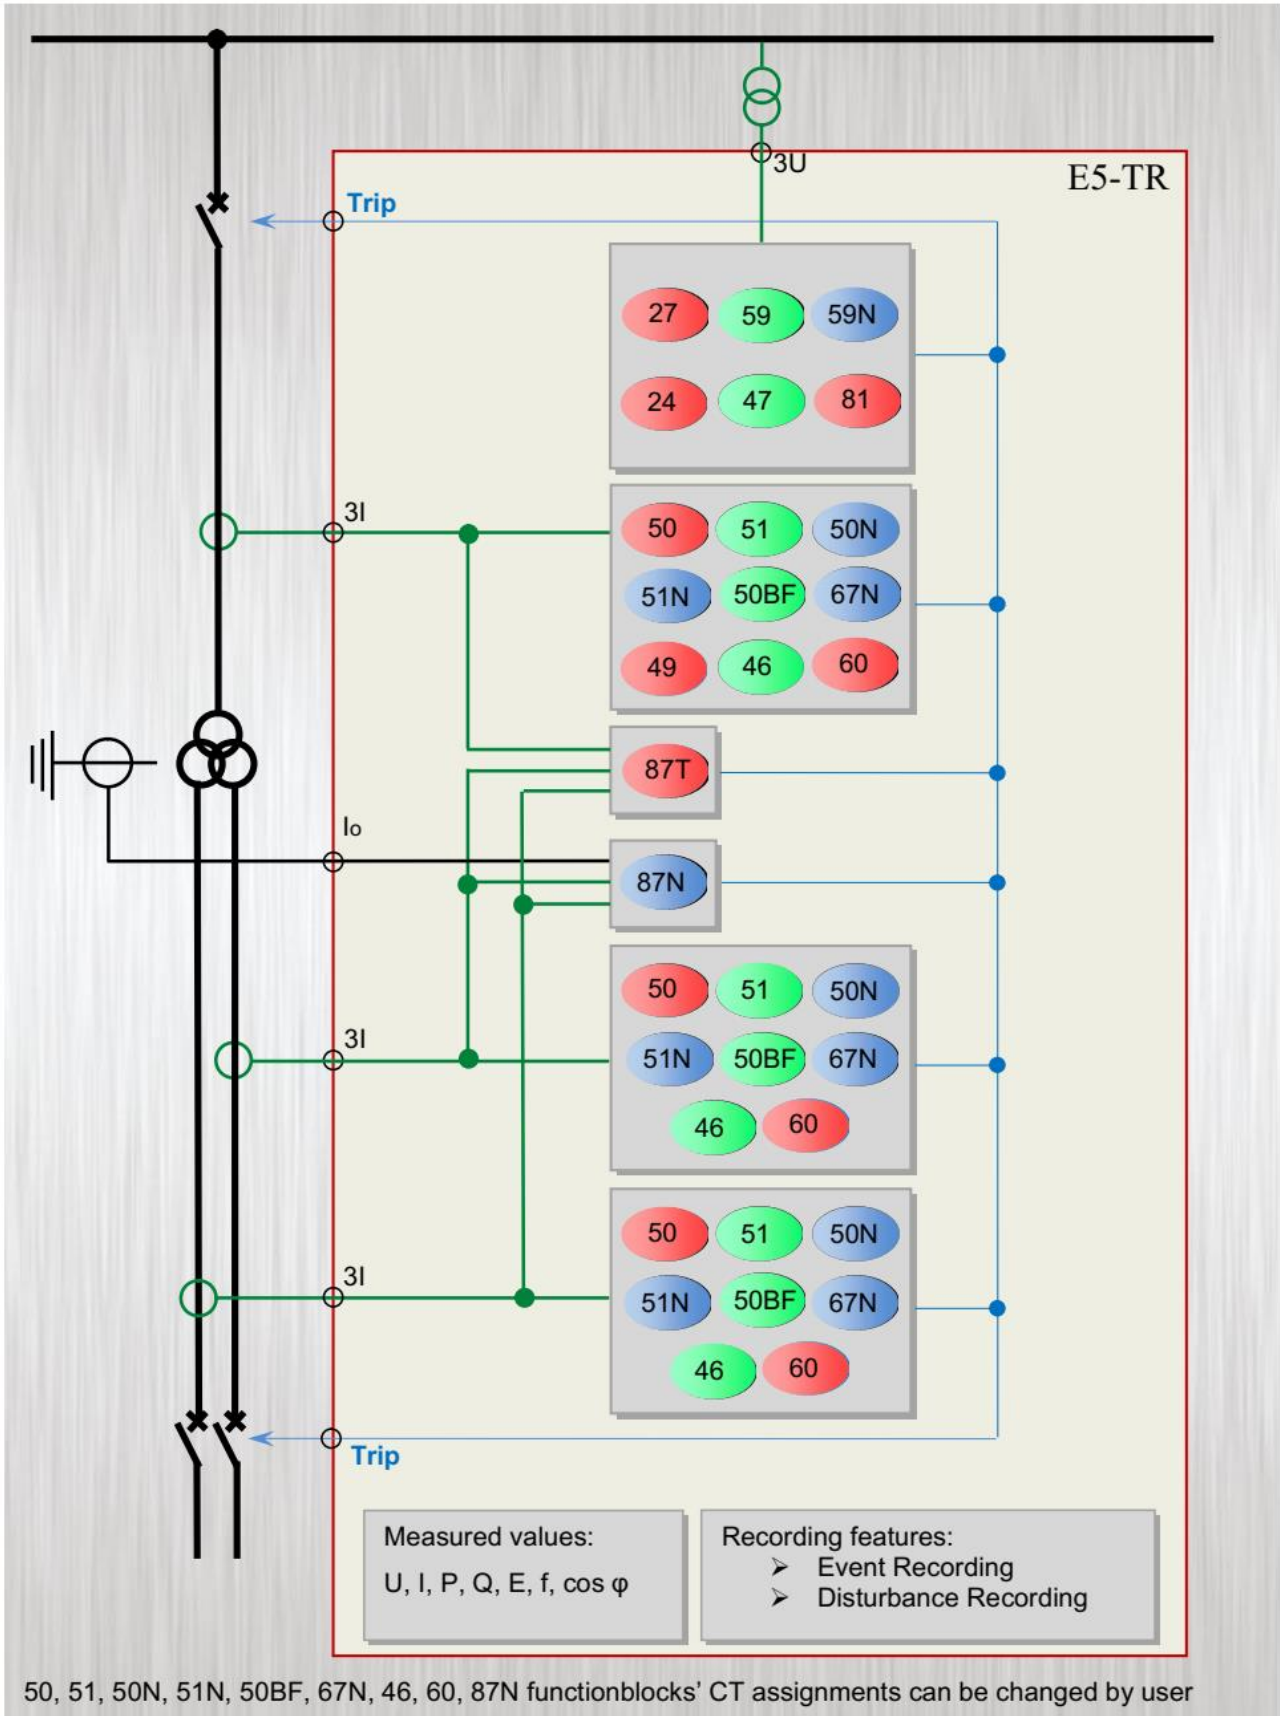 3U
E5-TR
Trip
27 59 59N
24 47 81
3I
50 51 50N
51N 50BF 67N
49 46 60
87T
Io
87N
50 51 50N
3I
51N 50BF 67N
46 60
50 51 50N
3I
51N 50BF 67N
46 60
Trip
Measured values:
U, I, P, Q, E, f, cos φ
Recording features:
➢ Event Recording
➢ Disturbance Recording
50, 51, 50N, 51N, 50BF, 67N, 46, 60, 87N functionblocks’ CT assignments can be changed by user